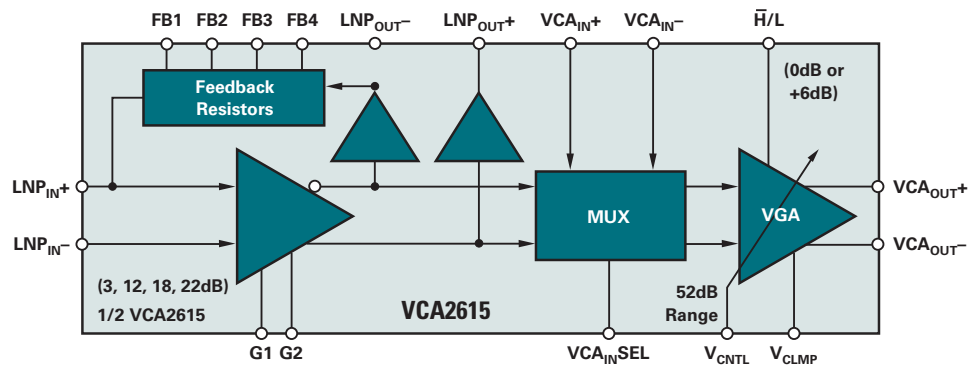 FB1 FB2 FB3 FB4 LNPOUT− LNPOUT+ VCAIN+ VCAIN− H̅/L
Feedback
Resistors
(0dB or
+6dB)
LNPIN+
VCAOUT+
MUX
VGA
LNPIN−
VCAOUT−
(3, 12, 18, 22dB)
1/2 VCA2615
VCA2615
52dB
Range
G1 G2 VCAINSEL VCNTL VCLMP